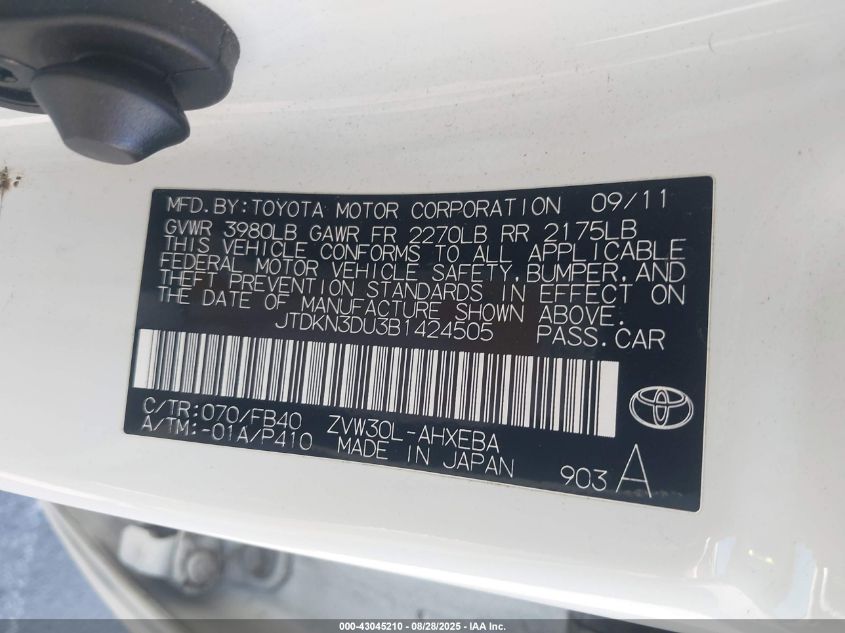 MFD.BY:TOYOTA MOTOR CORPORATION 09/11
GVWR 3980LB GAWR FR 2270LB RR 2175LB
THIS VEHICLE CONFORMS TO ALL APPLICABLE
FEDERAL MOTOR VEHICLE SAFETY, BUMPER, AND
THEFT PREVENTION STANDARDS IN EFFECT ON
THE DATE OF MANUFACTURE SHOWN ABOVE.
JTDKN3DU3B1424505 PASS.CAR
C/TR:070/FB40 ZVW30L-AHXEBA
A/TM:-01A/P410 MADE IN JAPAN 903 A
000-43045210 - 08/28/2025 - IAA Inc.